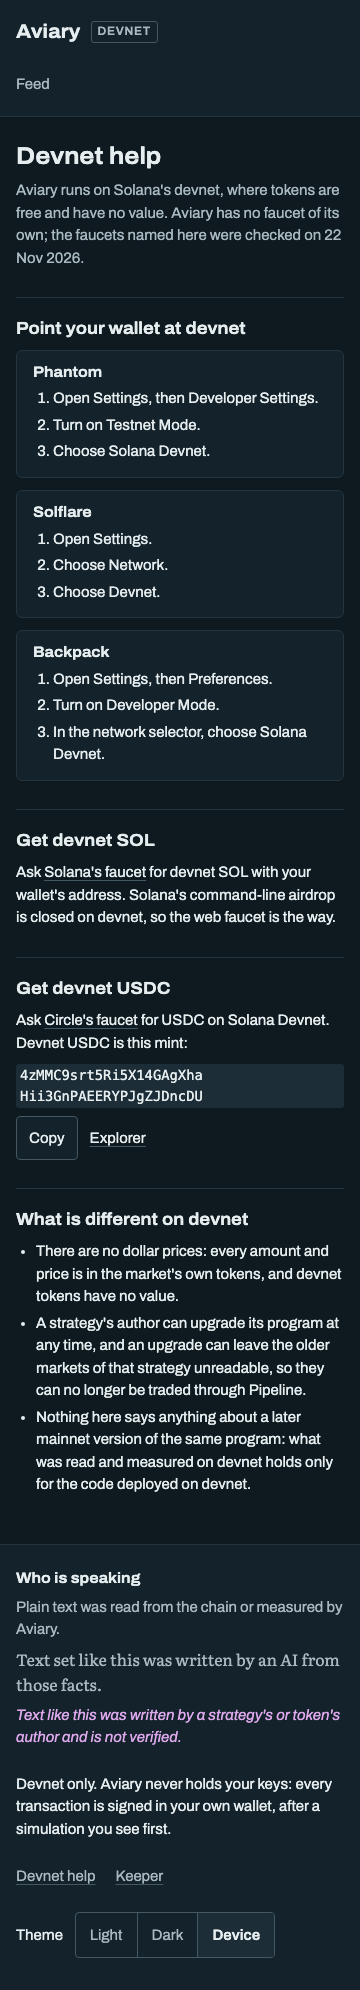 Aviary DEVNET
Feed
Devnet help
Aviary runs on Solana's devnet, where tokens are
free and have no value. Aviary has no faucet of its
own; the faucets named here were checked on 22
Nov 2026.
Point your wallet at devnet
Phantom
1. Open Settings, then Developer Settings.
2. Turn on Testnet Mode.
3. Choose Solana Devnet.
Solflare
1. Open Settings.
2. Choose Network.
3. Choose Devnet.
Backpack
1. Open Settings, then Preferences.
2. Turn on Developer Mode.
3. In the network selector, choose Solana
Devnet.
Get devnet SOL
Ask Solana's faucet for devnet SOL with your
wallet's address. Solana's command-line airdrop
is closed on devnet, so the web faucet is the way.
Get devnet USDC
Ask Circle's faucet for USDC on Solana Devnet.
Devnet USDC is this mint:
4zMMC9srt5Ri5X14GAgXha
Hii3GnPAEERYPJgZJDncDU
Copy Explorer
What is different on devnet
• There are no dollar prices: every amount and
price is in the market's own tokens, and devnet
tokens have no value.
• A strategy's author can upgrade its program at
any time, and an upgrade can leave the older
markets of that strategy unreadable, so they
can no longer be traded through Pipeline.
• Nothing here says anything about a later
mainnet version of the same program: what
was read and measured on devnet holds only
for the code deployed on devnet.
Who is speaking
Plain text was read from the chain or measured by
Aviary.
Text set like this was written by an AI from
those facts.
Text like this was written by a strategy's or token's
author and is not verified.
Devnet only. Aviary never holds your keys: every
transaction is signed in your own wallet, after a
simulation you see first.
Devnet help Keeper
Theme Light Dark Device